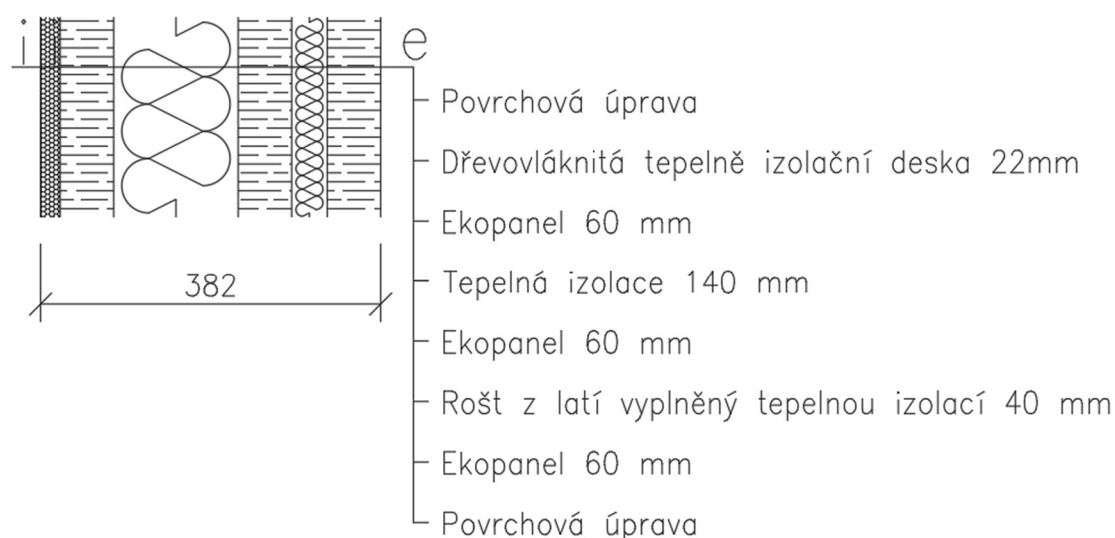 i
e
Povrchová úprava
Dřevovláknitá tepelně izolační deska 22mm
Ekopanel 60 mm
382
Tepelná izolace 140 mm
Ekopanel 60 mm
Rošt z latí vyplněný tepelnou izolací 40 mm
Ekopanel 60 mm
Povrchová úprava